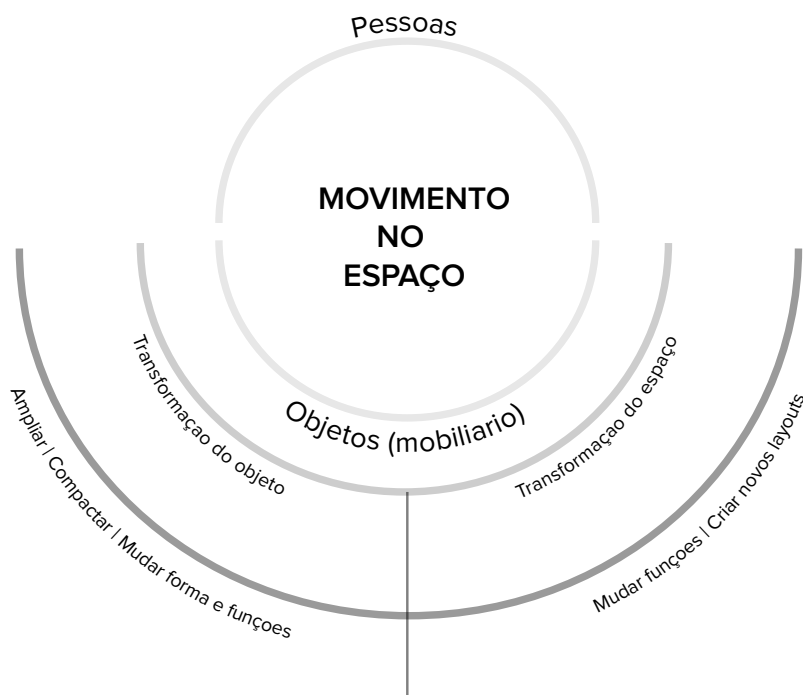 Pessoas
MOVIMENTO
NO
ESPAÇO
Objetos (mobiliario)
Transformaçao do objeto
Transformaçao do espaço
Ampliar | Compactar | Mudar forma e funçoes
Mudar funçoes | Criar novos layouts